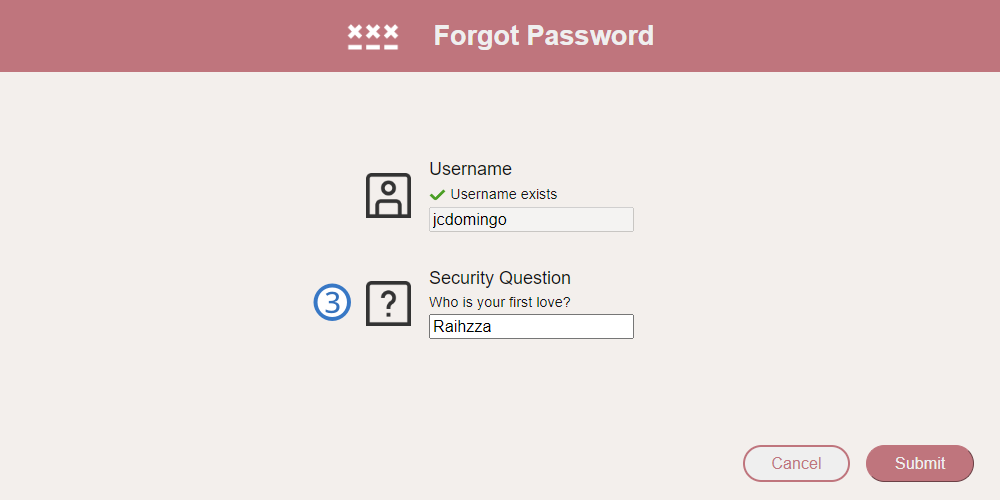 Forgot Password
Username
Username exists
jcdomingo
Security Question
3
Who is your first love?
Raihzza
Cancel
Submit